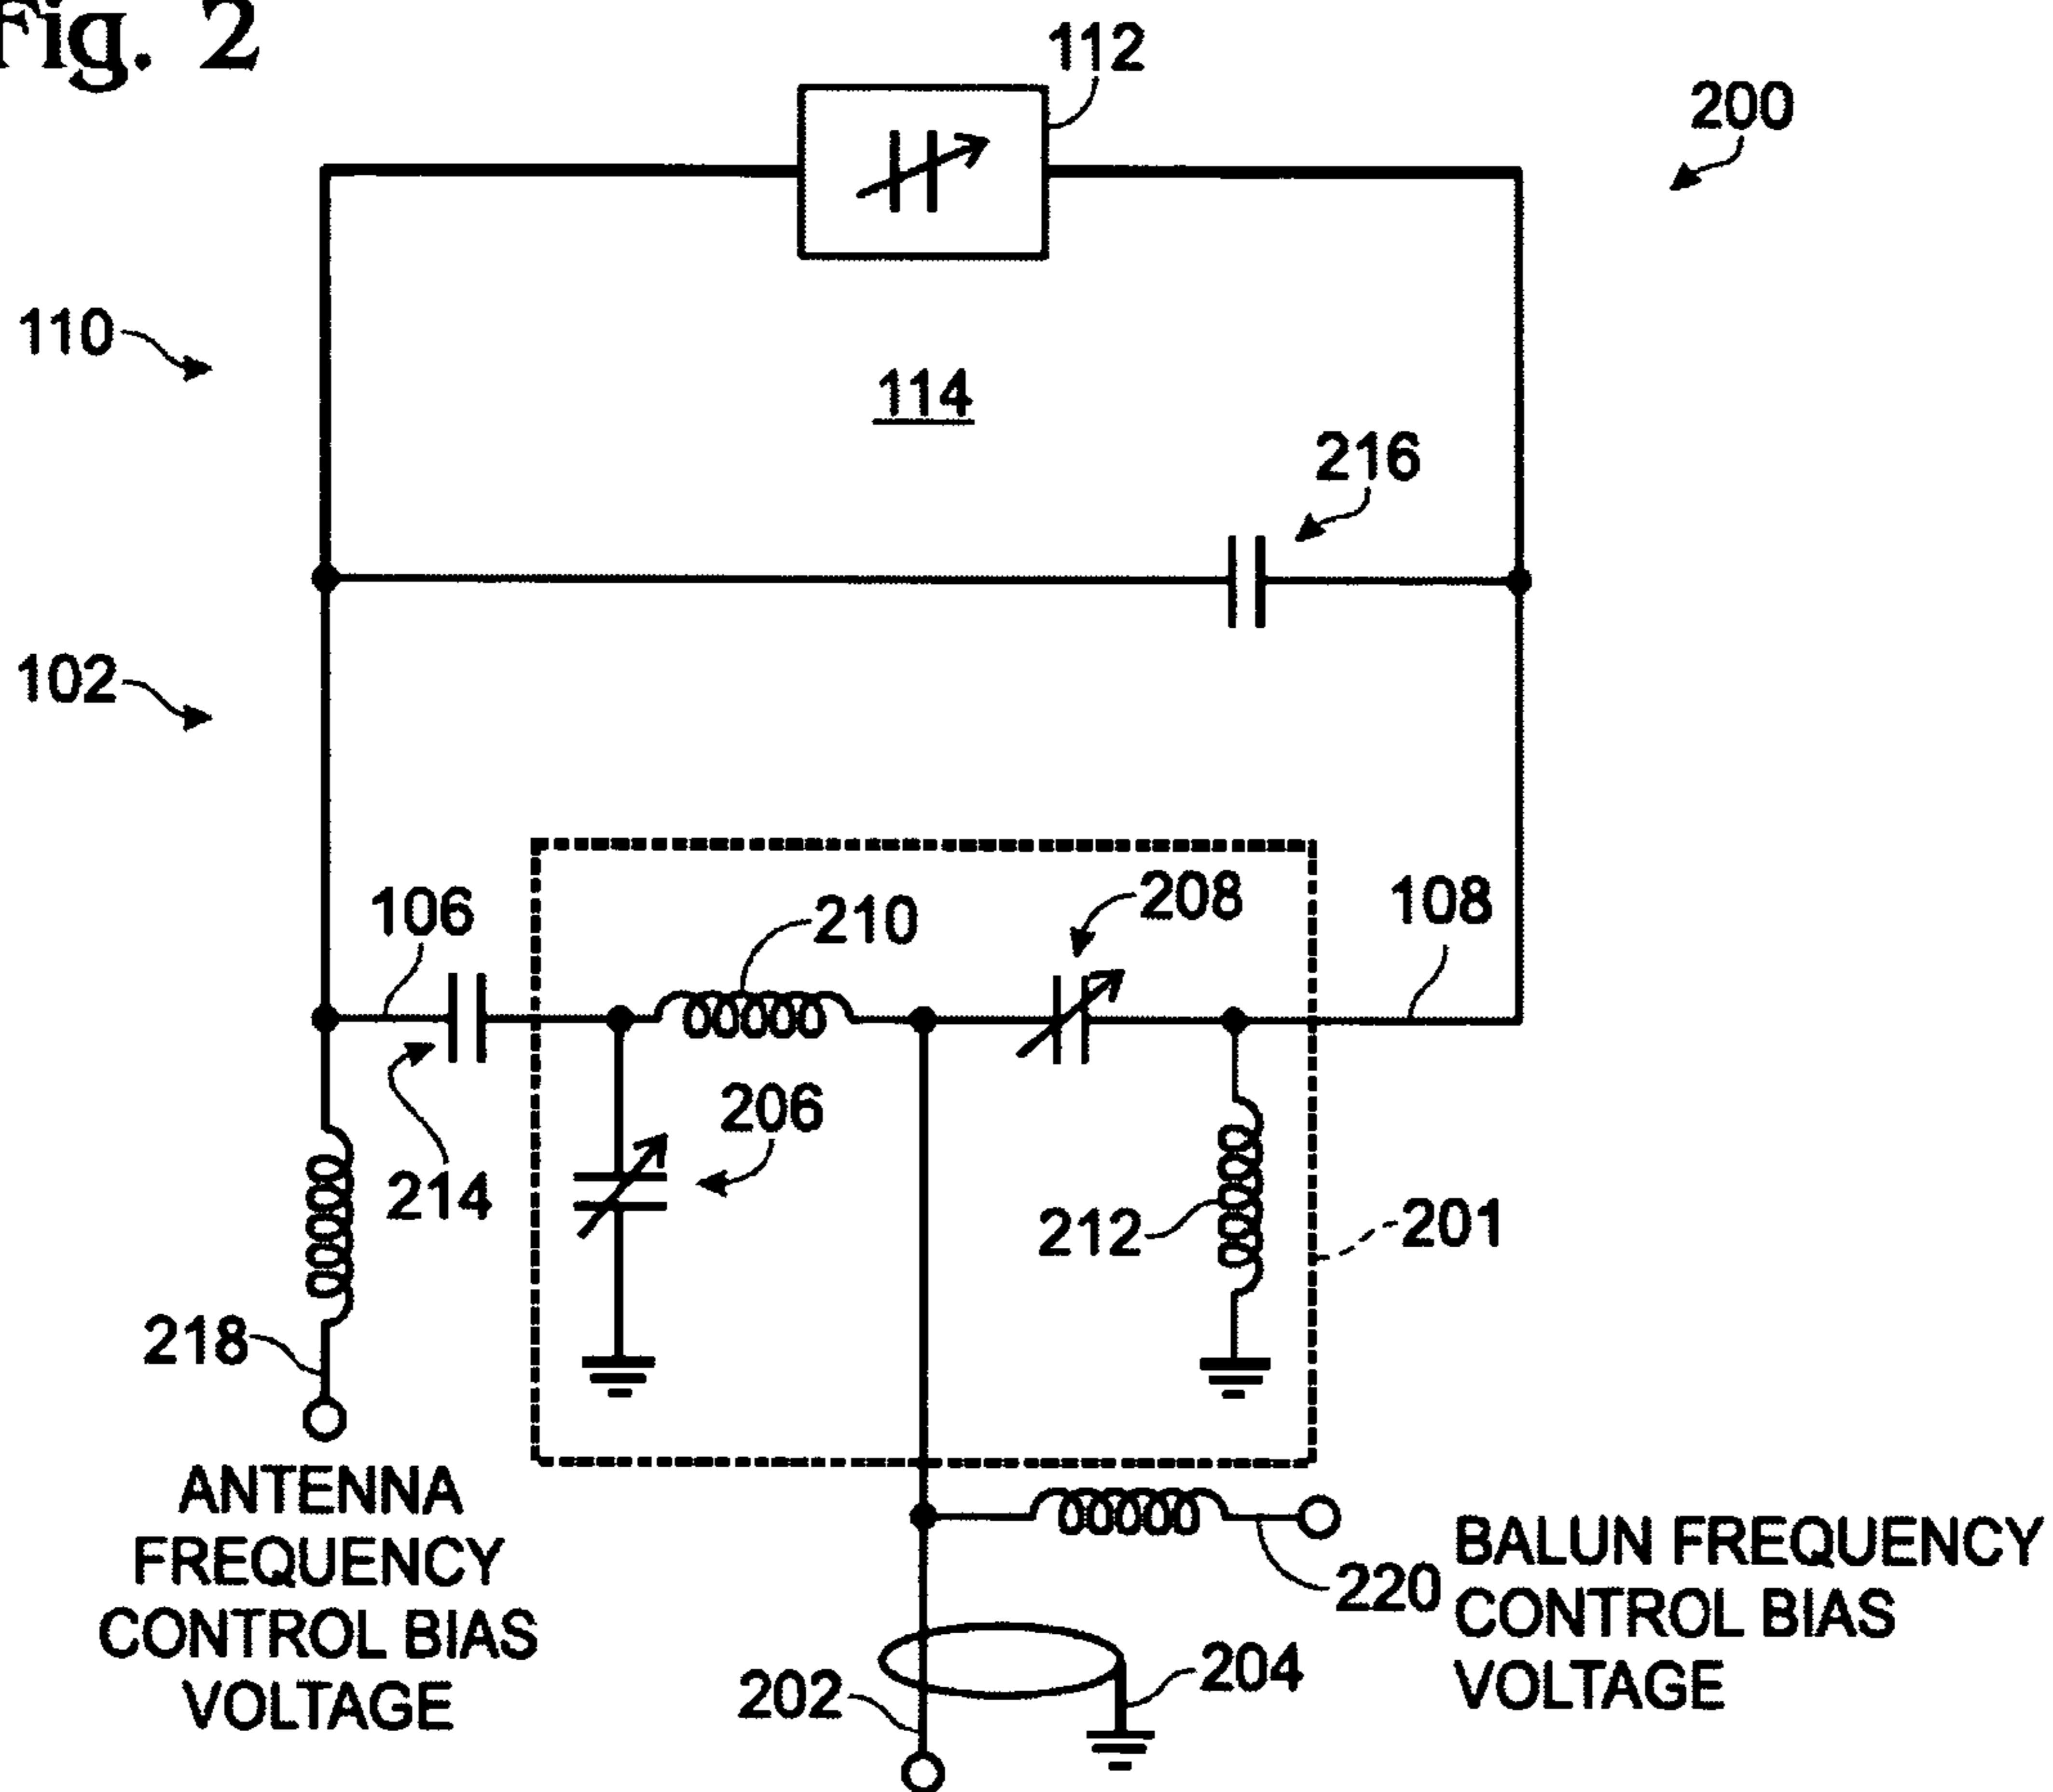 Fig. 2
112
200
110
114
216
102
106
210
208
108
206
214
212
201
218
ANTENNA
FREQUENCY
CONTROL BIAS
VOLTAGE
220
BALUN FREQUENCY
CONTROL BIAS
VOLTAGE
204
202